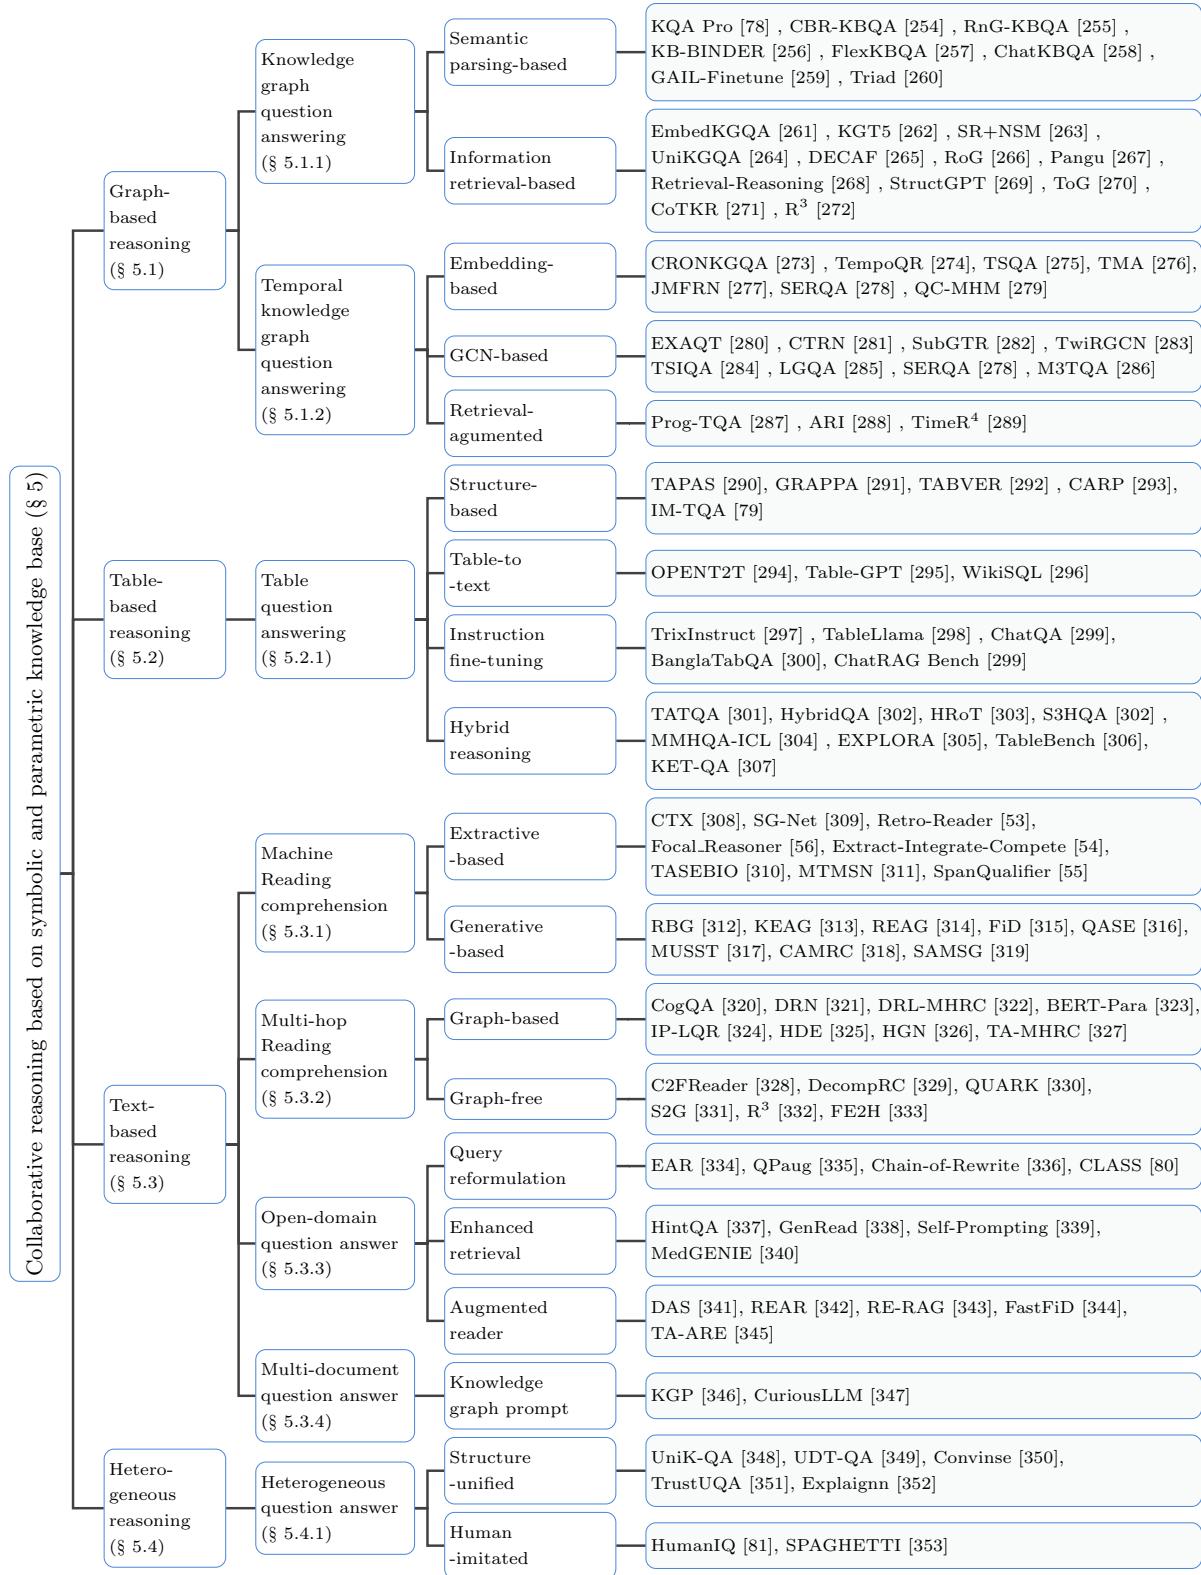 Collaborative reasoning based on symbolic and parametric knowledge base (§ 5)
Graph-
based
reasoning
(§ 5.1)
Knowledge
graph
question
answering
(§ 5.1.1)
Semantic
parsing-based
KQA Pro [78] , CBR-KBQA [254] , RnG-KBQA [255] ,
KB-BINDER [256] , FlexKBQA [257] , ChatKBQA [258] ,
GAIL-Finetune [259] , Triad [260]
Information
retrieval-based
EmbedKGQA [261] , KGT5 [262] , SR+NSM [263] ,
UniKGQA [264] , DECAF [265] , RoG [266] , Pangu [267] ,
Retrieval-Reasoning [268] , StructGPT [269] , ToG [270] ,
CoTKR [271] , R³ [272]
Temporal
knowledge
graph
question
answering
(§ 5.1.2)
Embedding-
based
CRONKGQA [273] , TempoQR [274], TSQA [275], TMA [276],
JMFRN [277], SERQA [278] , QC-MHM [279]
GCN-based
EXAQT [280] , CTRN [281] , SubGTR [282] , TwiRGCN [283]
TSIQA [284] , LGQA [285] , SERQA [278] , M3TQA [286]
Retrieval-
agumented
Prog-TQA [287] , ARI [288] , TimeR⁴ [289]
Table-
based
reasoning
(§ 5.2)
Table
question
answering
(§ 5.2.1)
Structure-
based
TAPAS [290], GRAPPA [291], TABVER [292] , CARP [293],
IM-TQA [79]
Table-to
-text
OPENT2T [294], Table-GPT [295], WikiSQL [296]
Instruction
fine-tuning
TrixInstruct [297] , TableLlama [298] , ChatQA [299],
BanglaTabQA [300], ChatRAG Bench [299]
Hybrid
reasoning
TATQA [301], HybridQA [302], HRoT [303], S3HQA [302] ,
MMHQA-ICL [304] , EXPLORA [305], TableBench [306],
KET-QA [307]
Text-
based
reasoning
(§ 5.3)
Machine
Reading
comprehension
(§ 5.3.1)
Extractive
-based
CTX [308], SG-Net [309], Retro-Reader [53],
Focal_Reasoner [56], Extract-Integrate-Compete [54],
TASEBIO [310], MTMSN [311], SpanQualifier [55]
Generative
-based
RBG [312], KEAG [313], REAG [314], FiD [315], QASE [316],
MUSST [317], CAMRC [318], SAMSG [319]
Multi-hop
Reading
comprehension
(§ 5.3.2)
Graph-based
CogQA [320], DRN [321], DRL-MHRC [322], BERT-Para [323],
IP-LQR [324], HDE [325], HGN [326], TA-MHRC [327]
Graph-free
C2FReader [328], DecompRC [329], QUARK [330],
S2G [331], R³ [332], FE2H [333]
Open-domain
question answer
(§ 5.3.3)
Query
reformulation
EAR [334], QPaug [335], Chain-of-Rewrite [336], CLASS [80]
Enhanced
retrieval
HintQA [337], GenRead [338], Self-Prompting [339],
MedGENIE [340]
Augmented
reader
DAS [341], REAR [342], RE-RAG [343], FastFiD [344],
TA-ARE [345]
Multi-document
question answer
(§ 5.3.4)
Knowledge
graph prompt
KGP [346], CuriousLLM [347]
Hetero-
geneous
reasoning
(§ 5.4)
Heterogeneous
question answer
(§ 5.4.1)
Structure
-unified
UniK-QA [348], UDT-QA [349], Convinse [350],
TrustUQA [351], Explaignn [352]
Human
-imitated
HumanIQ [81], SPAGHETTI [353]